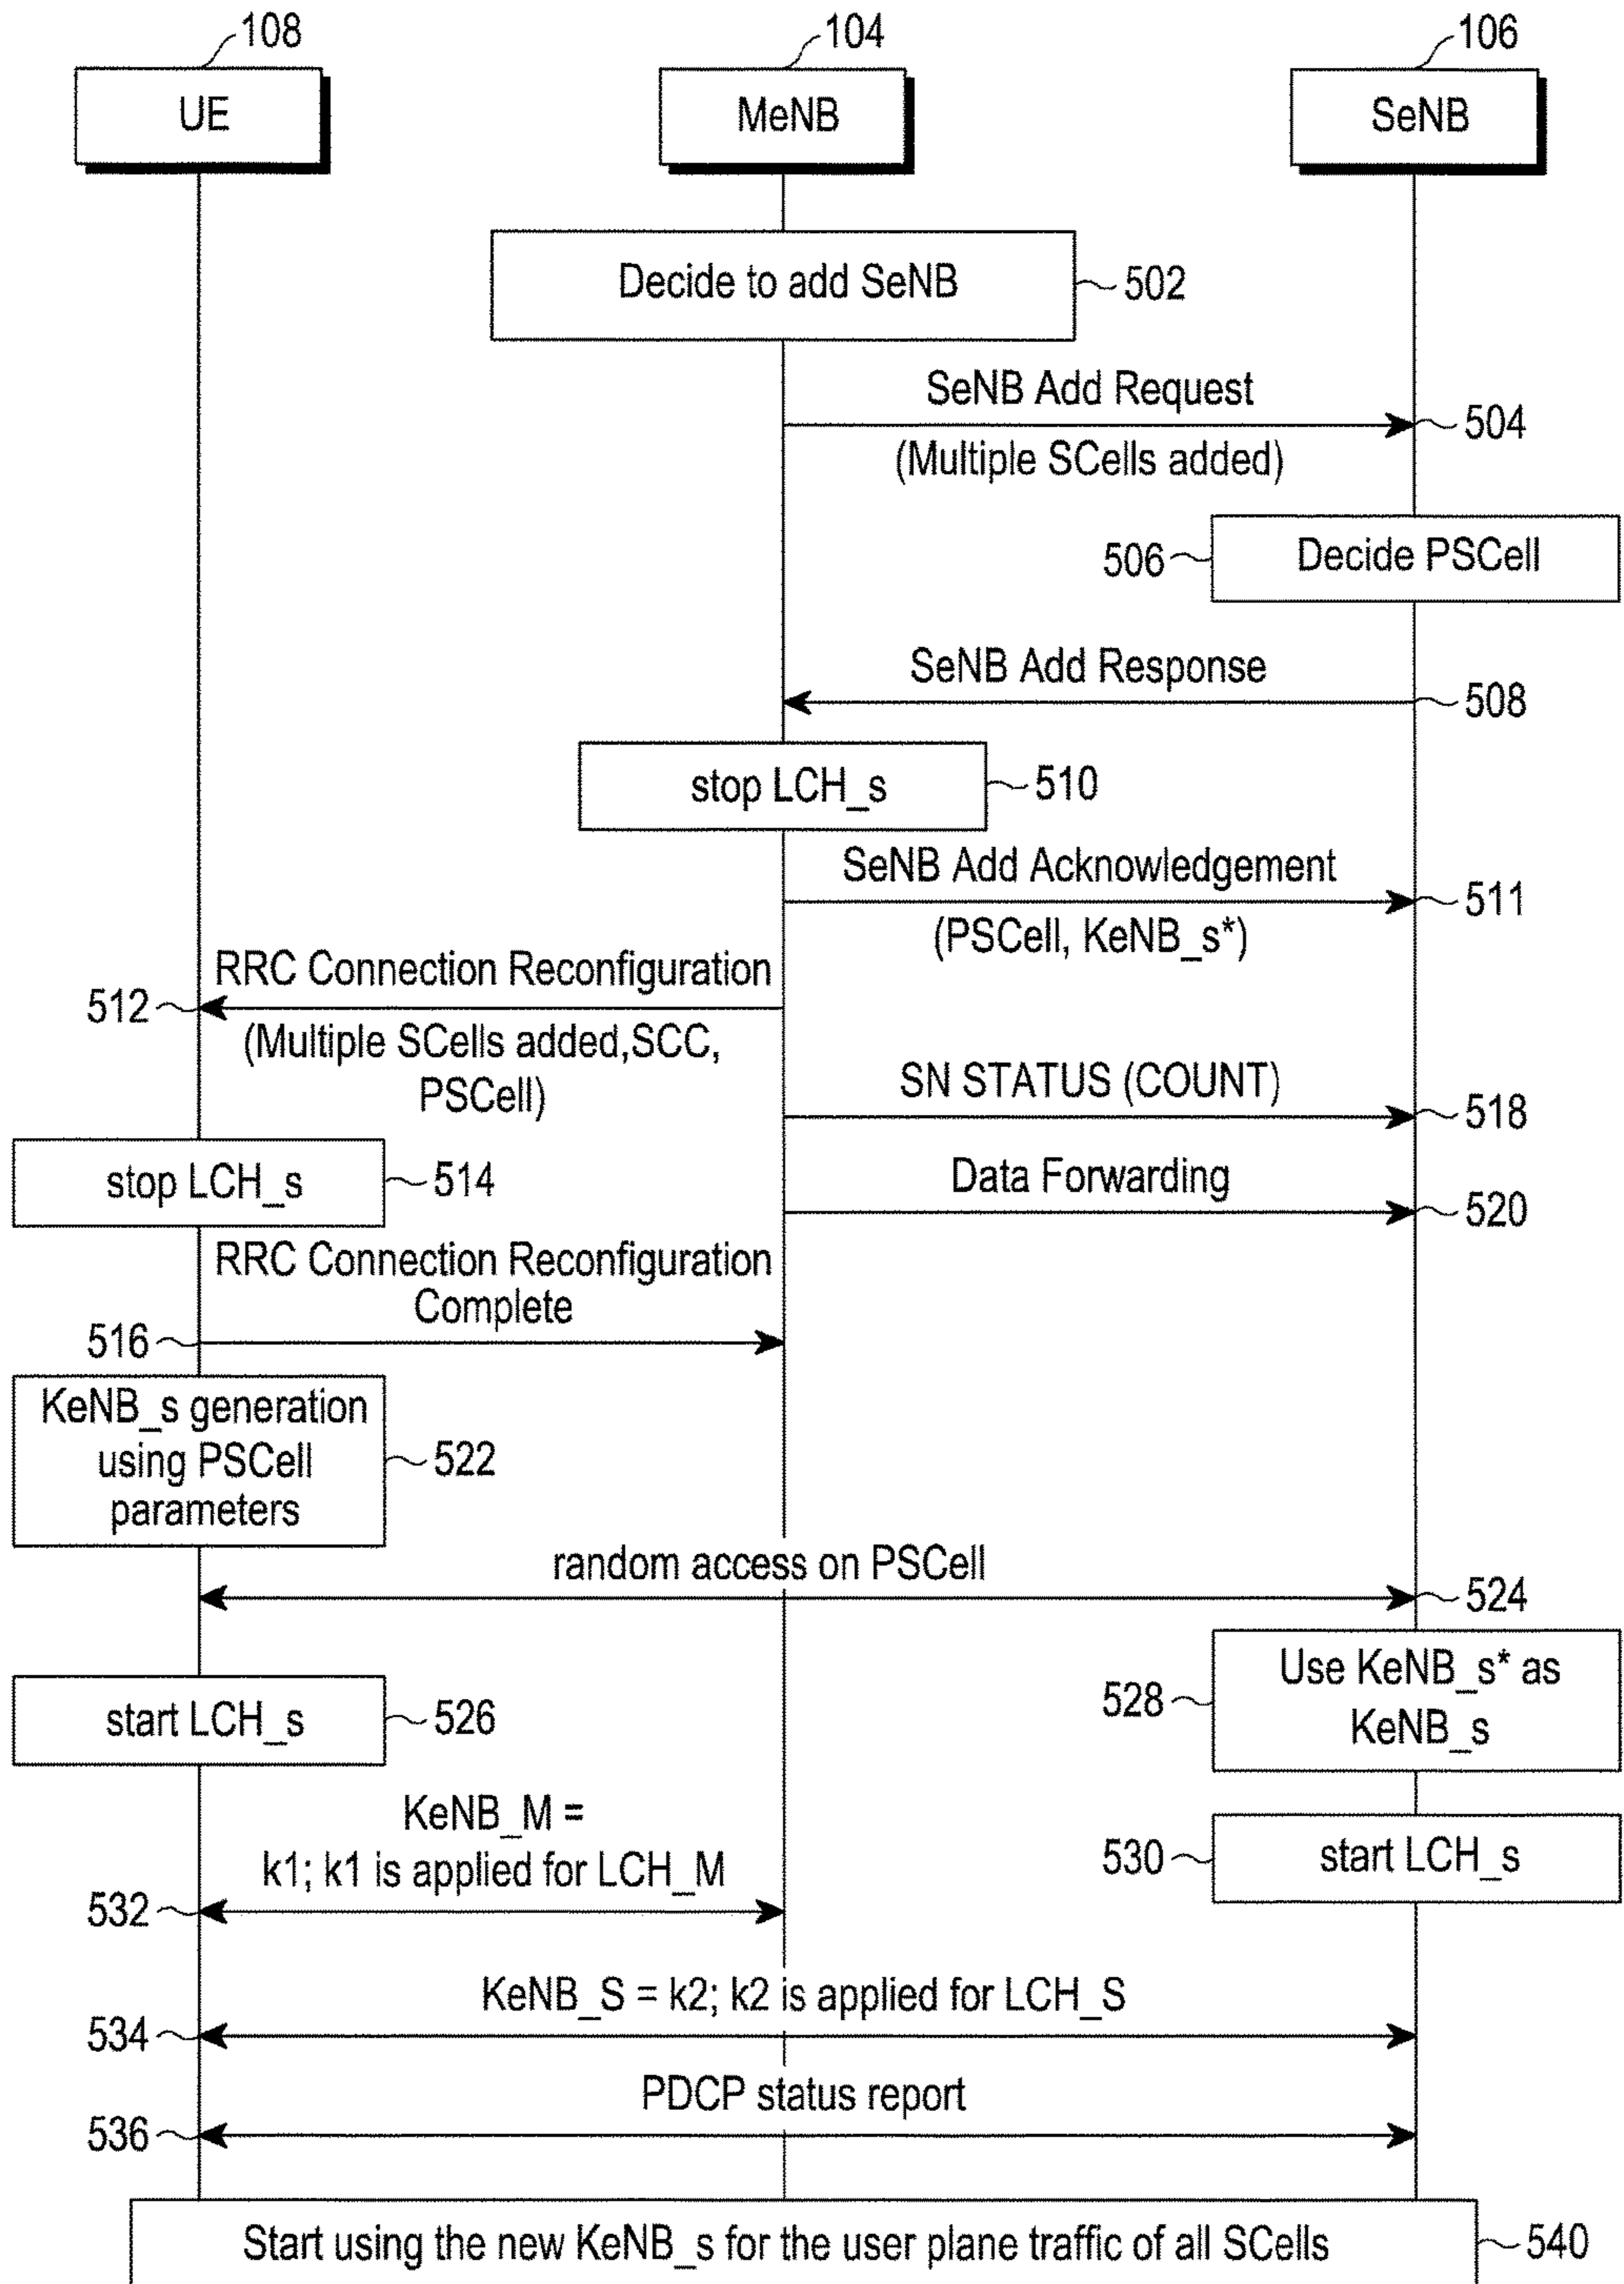 108
104
106
UE
MeNB
SeNB
Decide to add SeNB
502
SeNB Add Request
504
(Multiple SCells added)
506
Decide PSCell
SeNB Add Response
508
stop LCH_s
510
SeNB Add Acknowledgement
511
(PSCell, KeNB_s*)
RRC Connection Reconfiguration
512
(Multiple SCells added,SCC,
PSCell)
SN STATUS (COUNT)
518
stop LCH_s
514
Data Forwarding
520
RRC Connection Reconfiguration
Complete
516
KeNB_s generation
using PSCell
parameters
522
random access on PSCell
524
start LCH_s
526
528
Use KeNB_s* as
KeNB_s
KeNB_M =
k1; k1 is applied for LCH_M
530
start LCH_s
532
KeNB_S = k2; k2 is applied for LCH_S
534
PDCP status report
536
Start using the new KeNB_s for the user plane traffic of all SCells
540